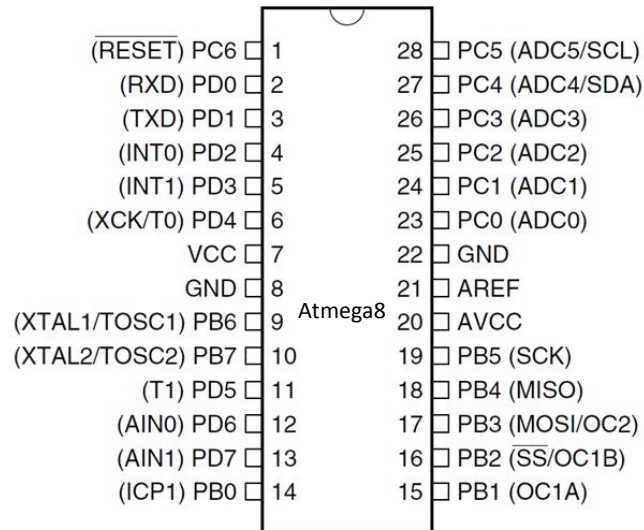 (RESET) PC6 1 28 PC5 (ADC5/SCL)
(RXD) PD0 2 27 PC4 (ADC4/SDA)
(TXD) PD1 3 26 PC3 (ADC3)
(INT0) PD2 4 25 PC2 (ADC2)
(INT1) PD3 5 24 PC1 (ADC1)
(XCK/T0) PD4 6 23 PC0 (ADC0)
VCC 7 22 GND
GND 8 21 AREF
Atmega8
(XTAL1/TOSC1) PB6 9 20 AVCC
(XTAL2/TOSC2) PB7 10 19 PB5 (SCK)
(T1) PD5 11 18 PB4 (MISO)
(AIN0) PD6 12 17 PB3 (MOSI/OC2)
(AIN1) PD7 13 16 PB2 (SS/OC1B)
(ICP1) PB0 14 15 PB1 (OC1A)